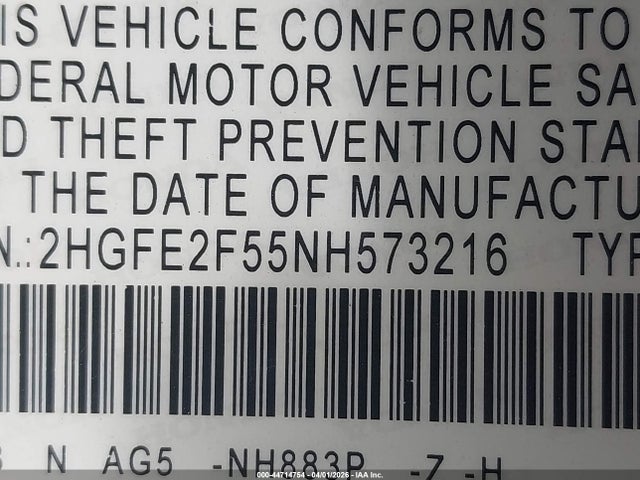 IS VEHICLE CONFORMS TO
DERAL MOTOR VEHICLE SA
D THEFT PREVENTION STA
THE DATE OF MANUFACTU
N.:2HGFE2F55NH573216 TYP
N AG5 -NH883P -Z -H
000-44714754 - 04/01/2026 - IAA Inc.